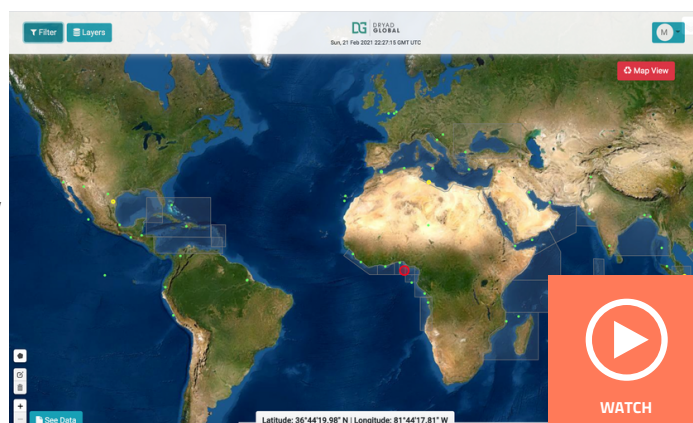 Filter
Layers
DG DRYAD GLOBAL
Sun, 21 Feb 2021 22:27:15 GMT UTC
M
Map View
WATCH
See Data
Latitude: 36°44'19.98" N | Longitude: 81°44'17.81" W